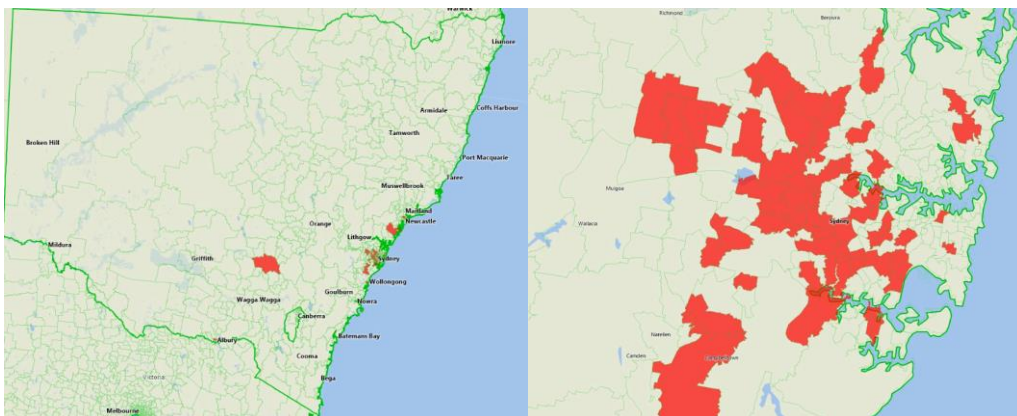 Warwick
Lismore
Armidale
Coffs Harbour
Tamworth
Broken Hill
Port Macquarie
Taree
Muswellbrook
Maitland
Orange
Newcastle
Lithgow
Mildura
Griffith
Sydney
Wollongong
Goulburn
Wagga Wagga
Nowra
Canberra
Batemans Bay
Albury
Cooma
Victoria
Bega
Melbourne
Richmond
Berowra
Mulgoa
Wallacia
Sydney
Narellan
Camden
Campbelltown